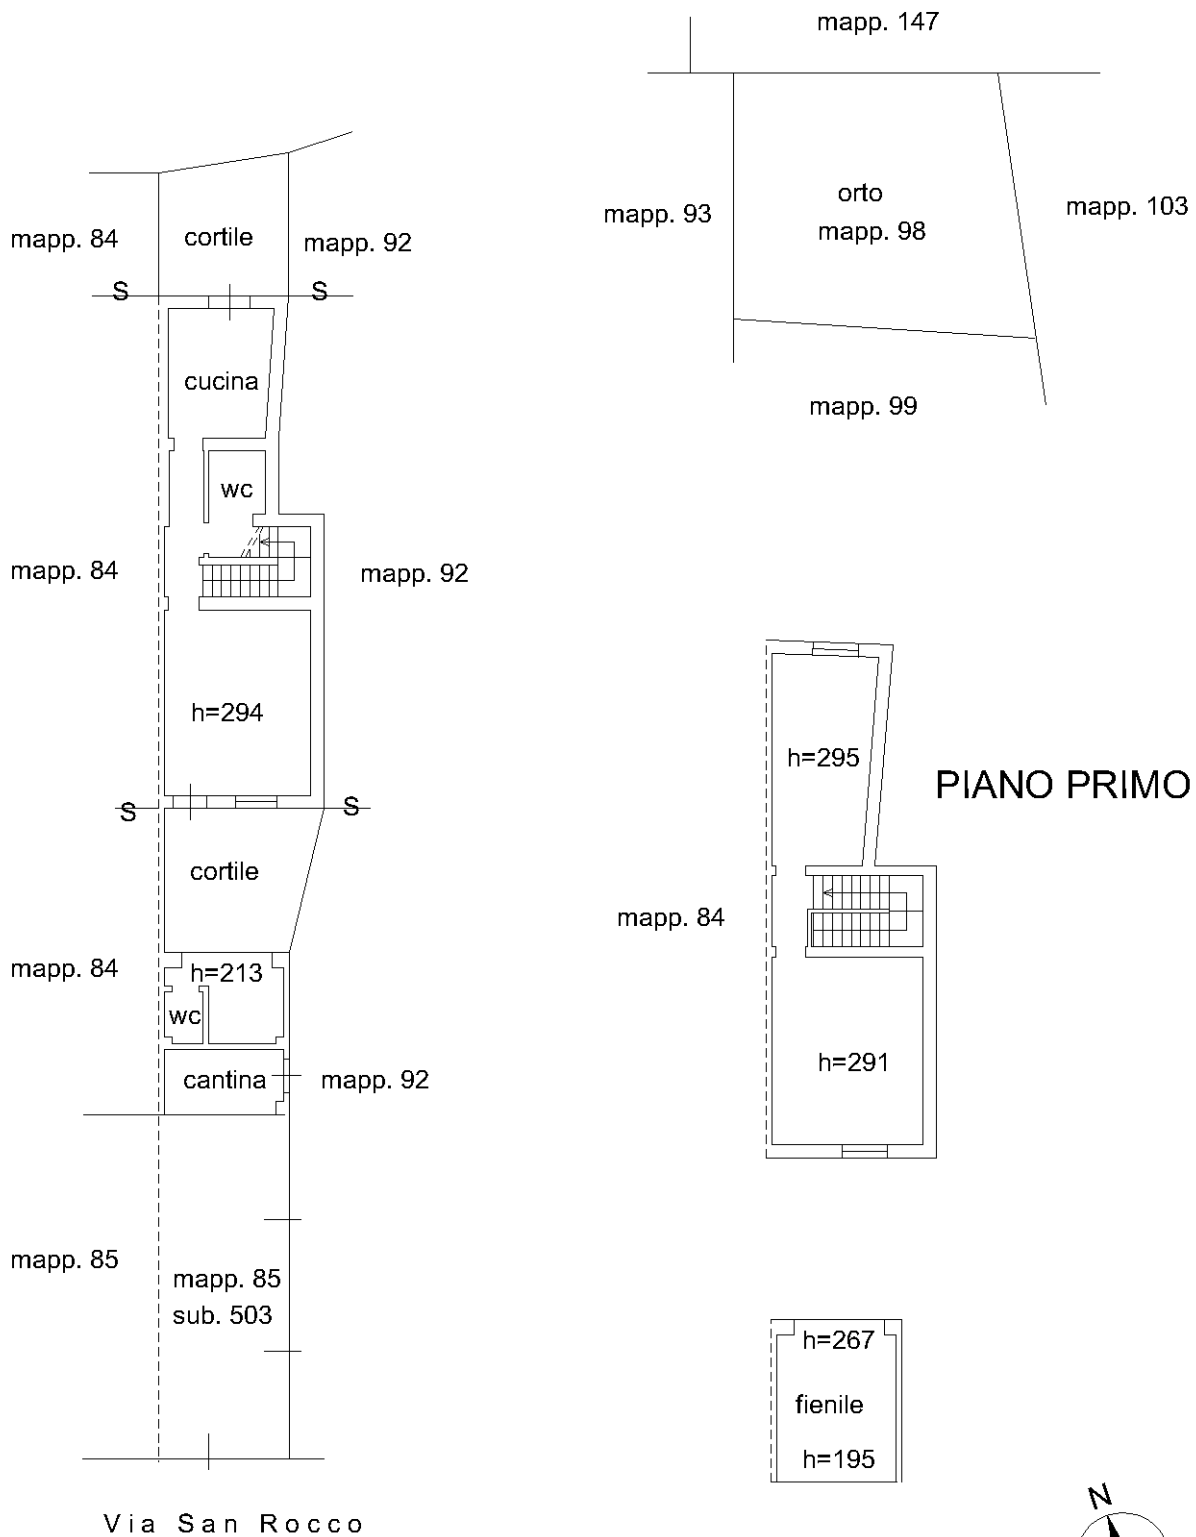 mapp. 147
orto
mapp. 98
mapp. 93
mapp. 103
mapp. 99
mapp. 84
cortile
mapp. 92
S
S
cucina
wc
mapp. 84
mapp. 92
h=294
S
S
cortile
mapp. 84
h=213
wc
cantina
mapp. 92
mapp. 85
mapp. 85
sub. 503
Via San Rocco
h=295
PIANO PRIMO
mapp. 84
h=291
h=267
fienile
h=195
N